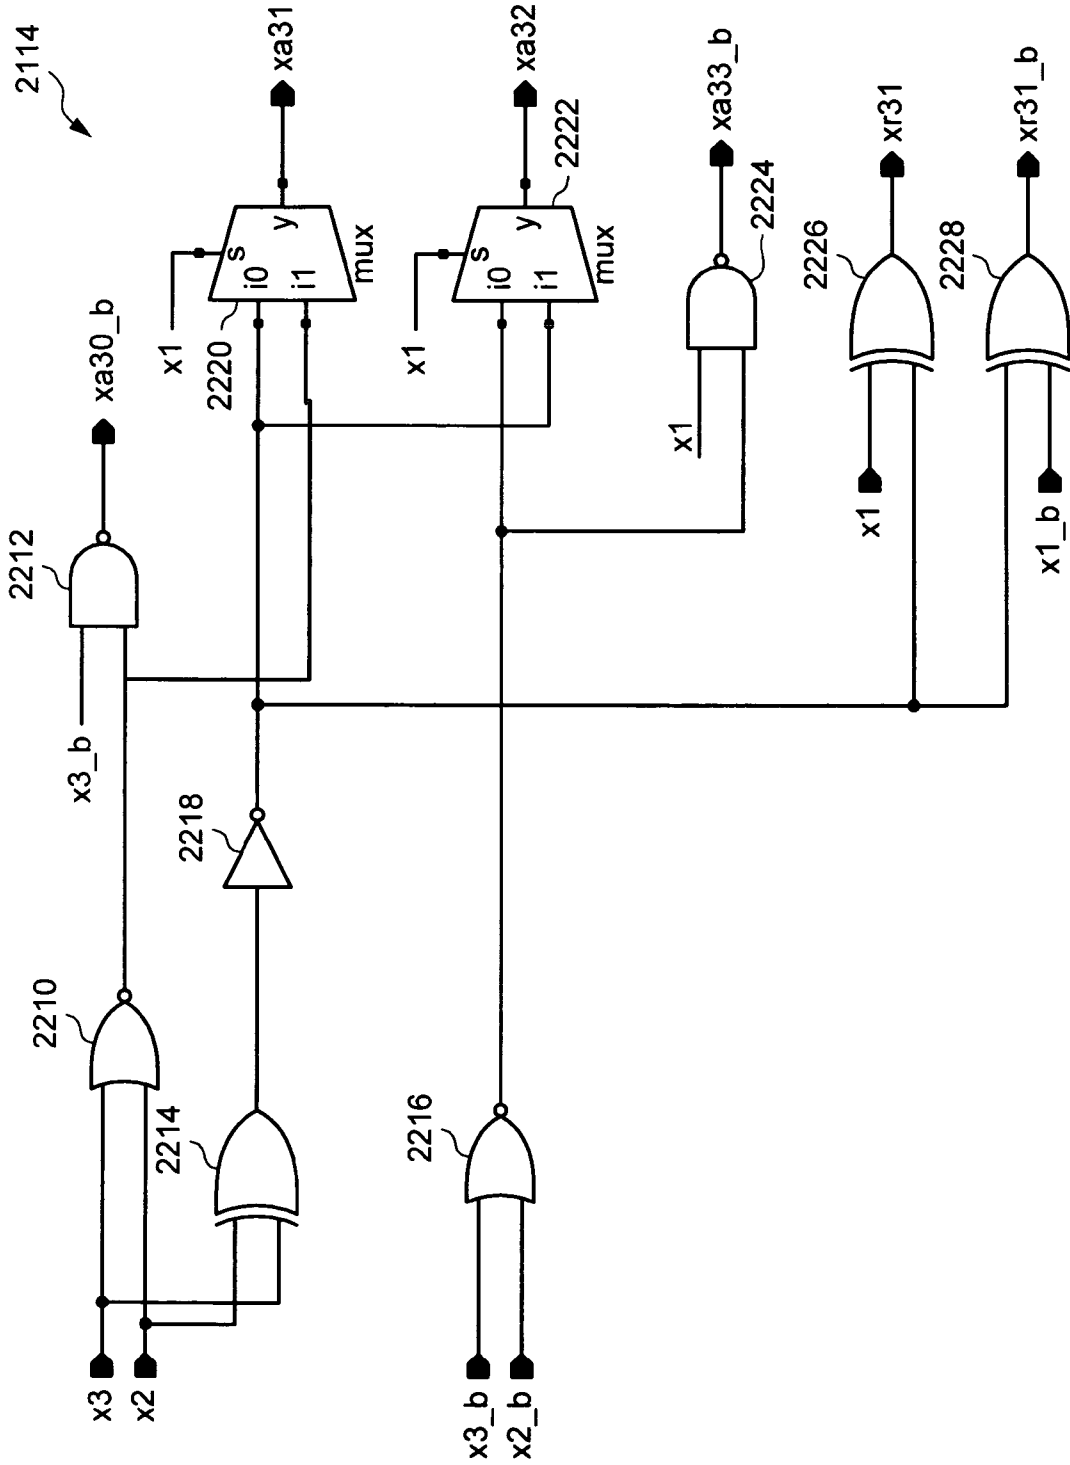 2114
xa31
xa32
xa33_b
xr31
xr31_b
xa30_b
x1
s
y
i0
i1
mux
2220
x1
s
y
i0
i1
mux
2222
x1
2224
2226
2228
x1
x1_b
2212
x3_b
2218
2210
2214
2216
x3
x2
x3_b
x2_b